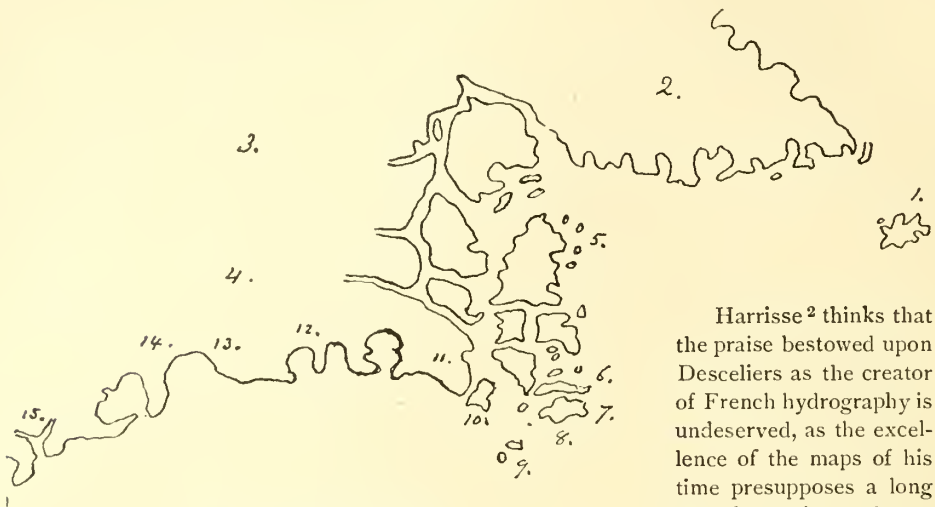 1.
2.
3.
4.
5.
6.
7.
8.
9.
10.
11.
12.
13.
14.
15.
Harrisse ² thinks that
the praise bestowed upon
Desceliers as the creator
of French hydrography is
undeserved, as the excel-
lence of the maps of his
time presupposes a long